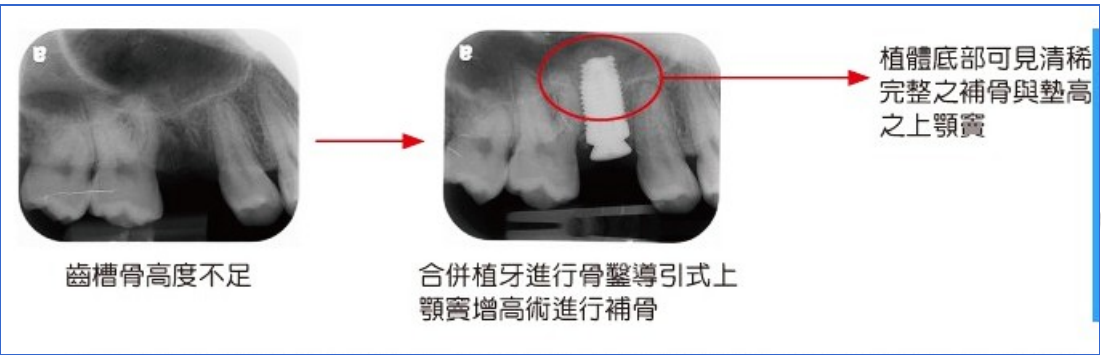 a
齒槽骨高度不足
a
合併植牙進行骨鑿導引式上
顎竇增高術進行補骨
植體底部可見清稀
完整之補骨與墊高
之上顎竇